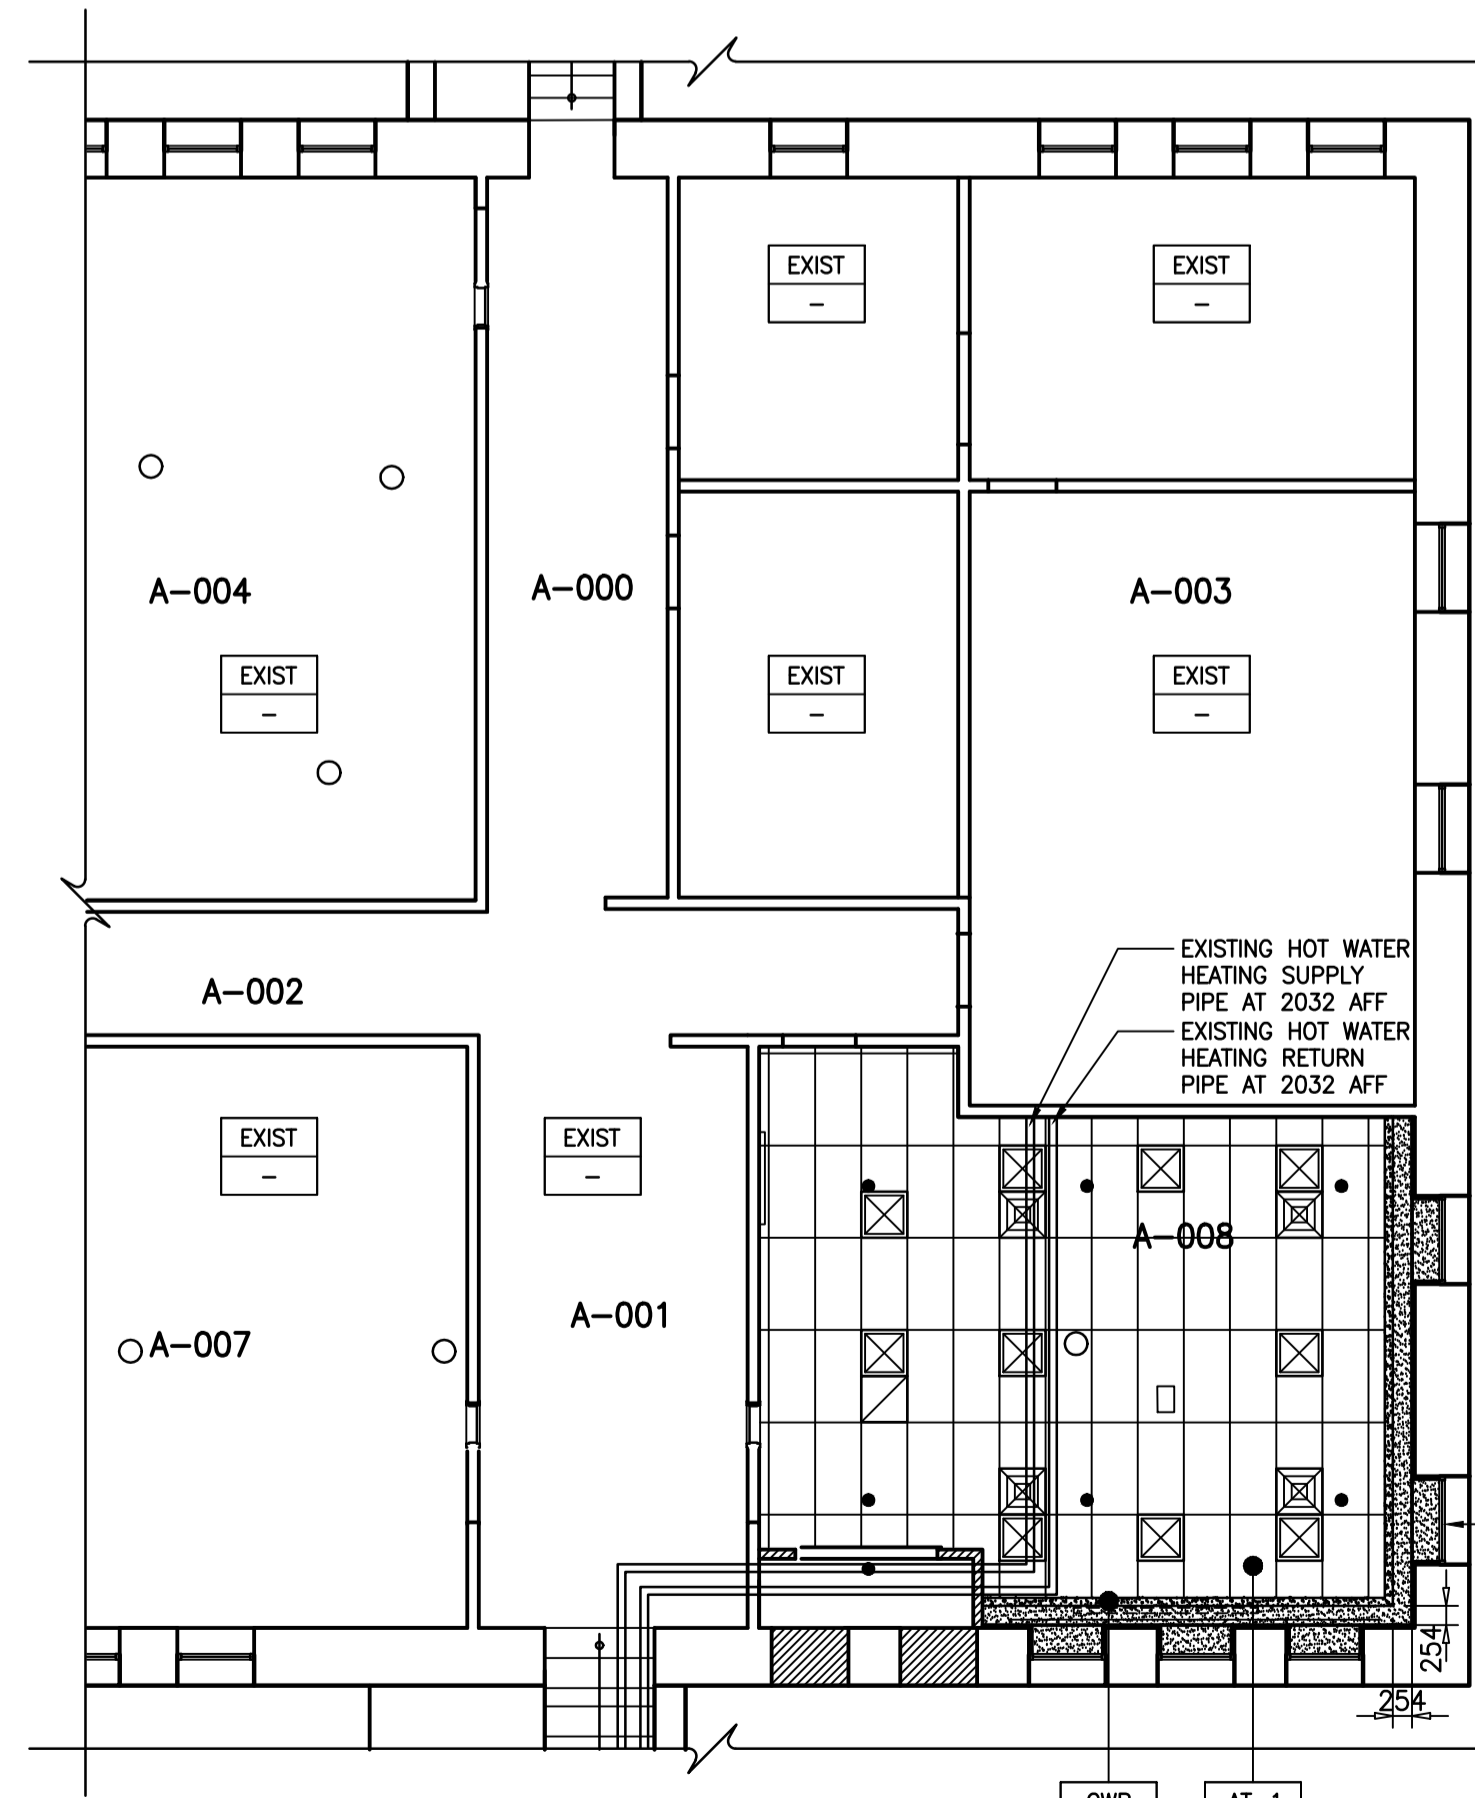 EXIST
–
EXIST
–
A-004
A-000
A-003
EXIST
–
EXIST
–
EXIST
–
EXISTING HOT WATER
HEATING SUPPLY
PIPE AT 2032 AFF
A-002
EXISTING HOT WATER
HEATING RETURN
PIPE AT 2032 AFF
EXIST
–
EXIST
–
A-008
A-001
A-007
254
254